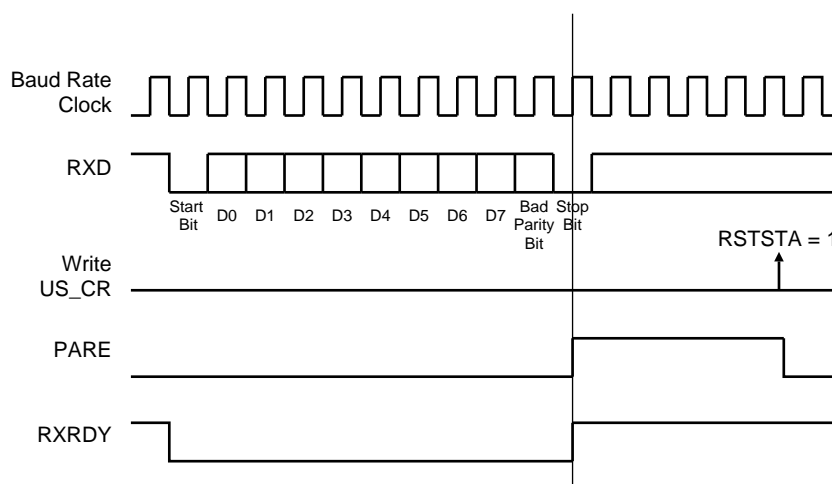 Baud Rate
Clock
RXD
Start
Bit
D0 D1 D2 D3 D4 D5 D6 D7
Bad
Parity
Bit
Stop
Bit
RSTSTA = 1
Write
US_CR
PARE
RXRDY